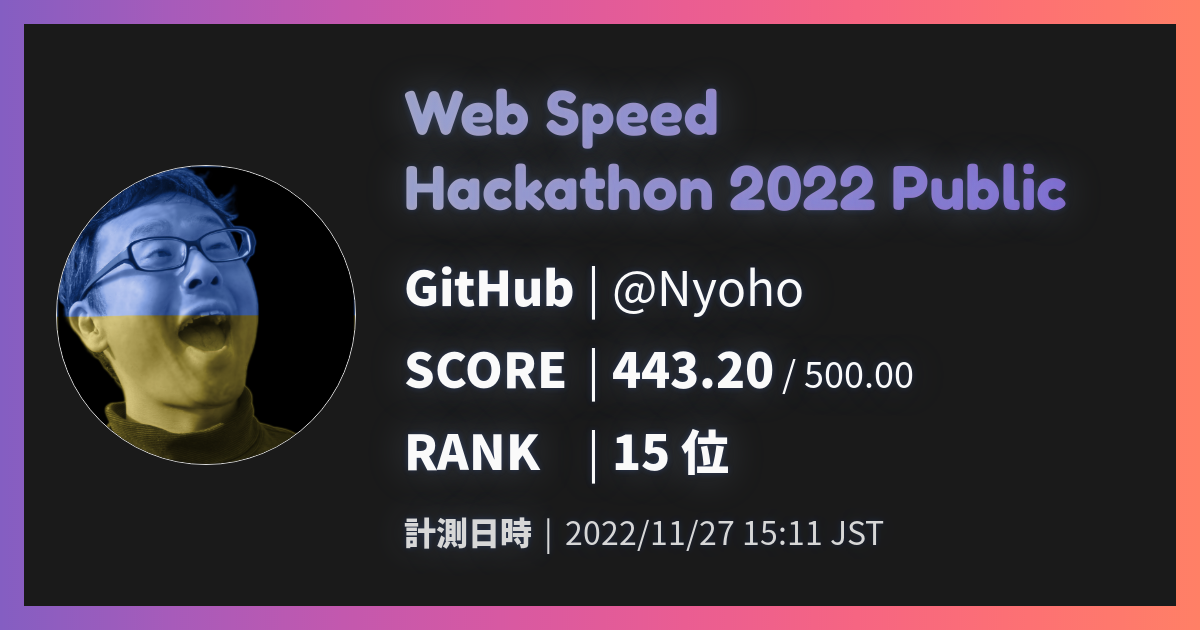 Web Speed
Hackathon 2022 Public
GitHub | @Nyoho
SCORE | 443.20 / 500.00
RANK | 15 位
計測日時 | 2022/11/27 15:11 JST